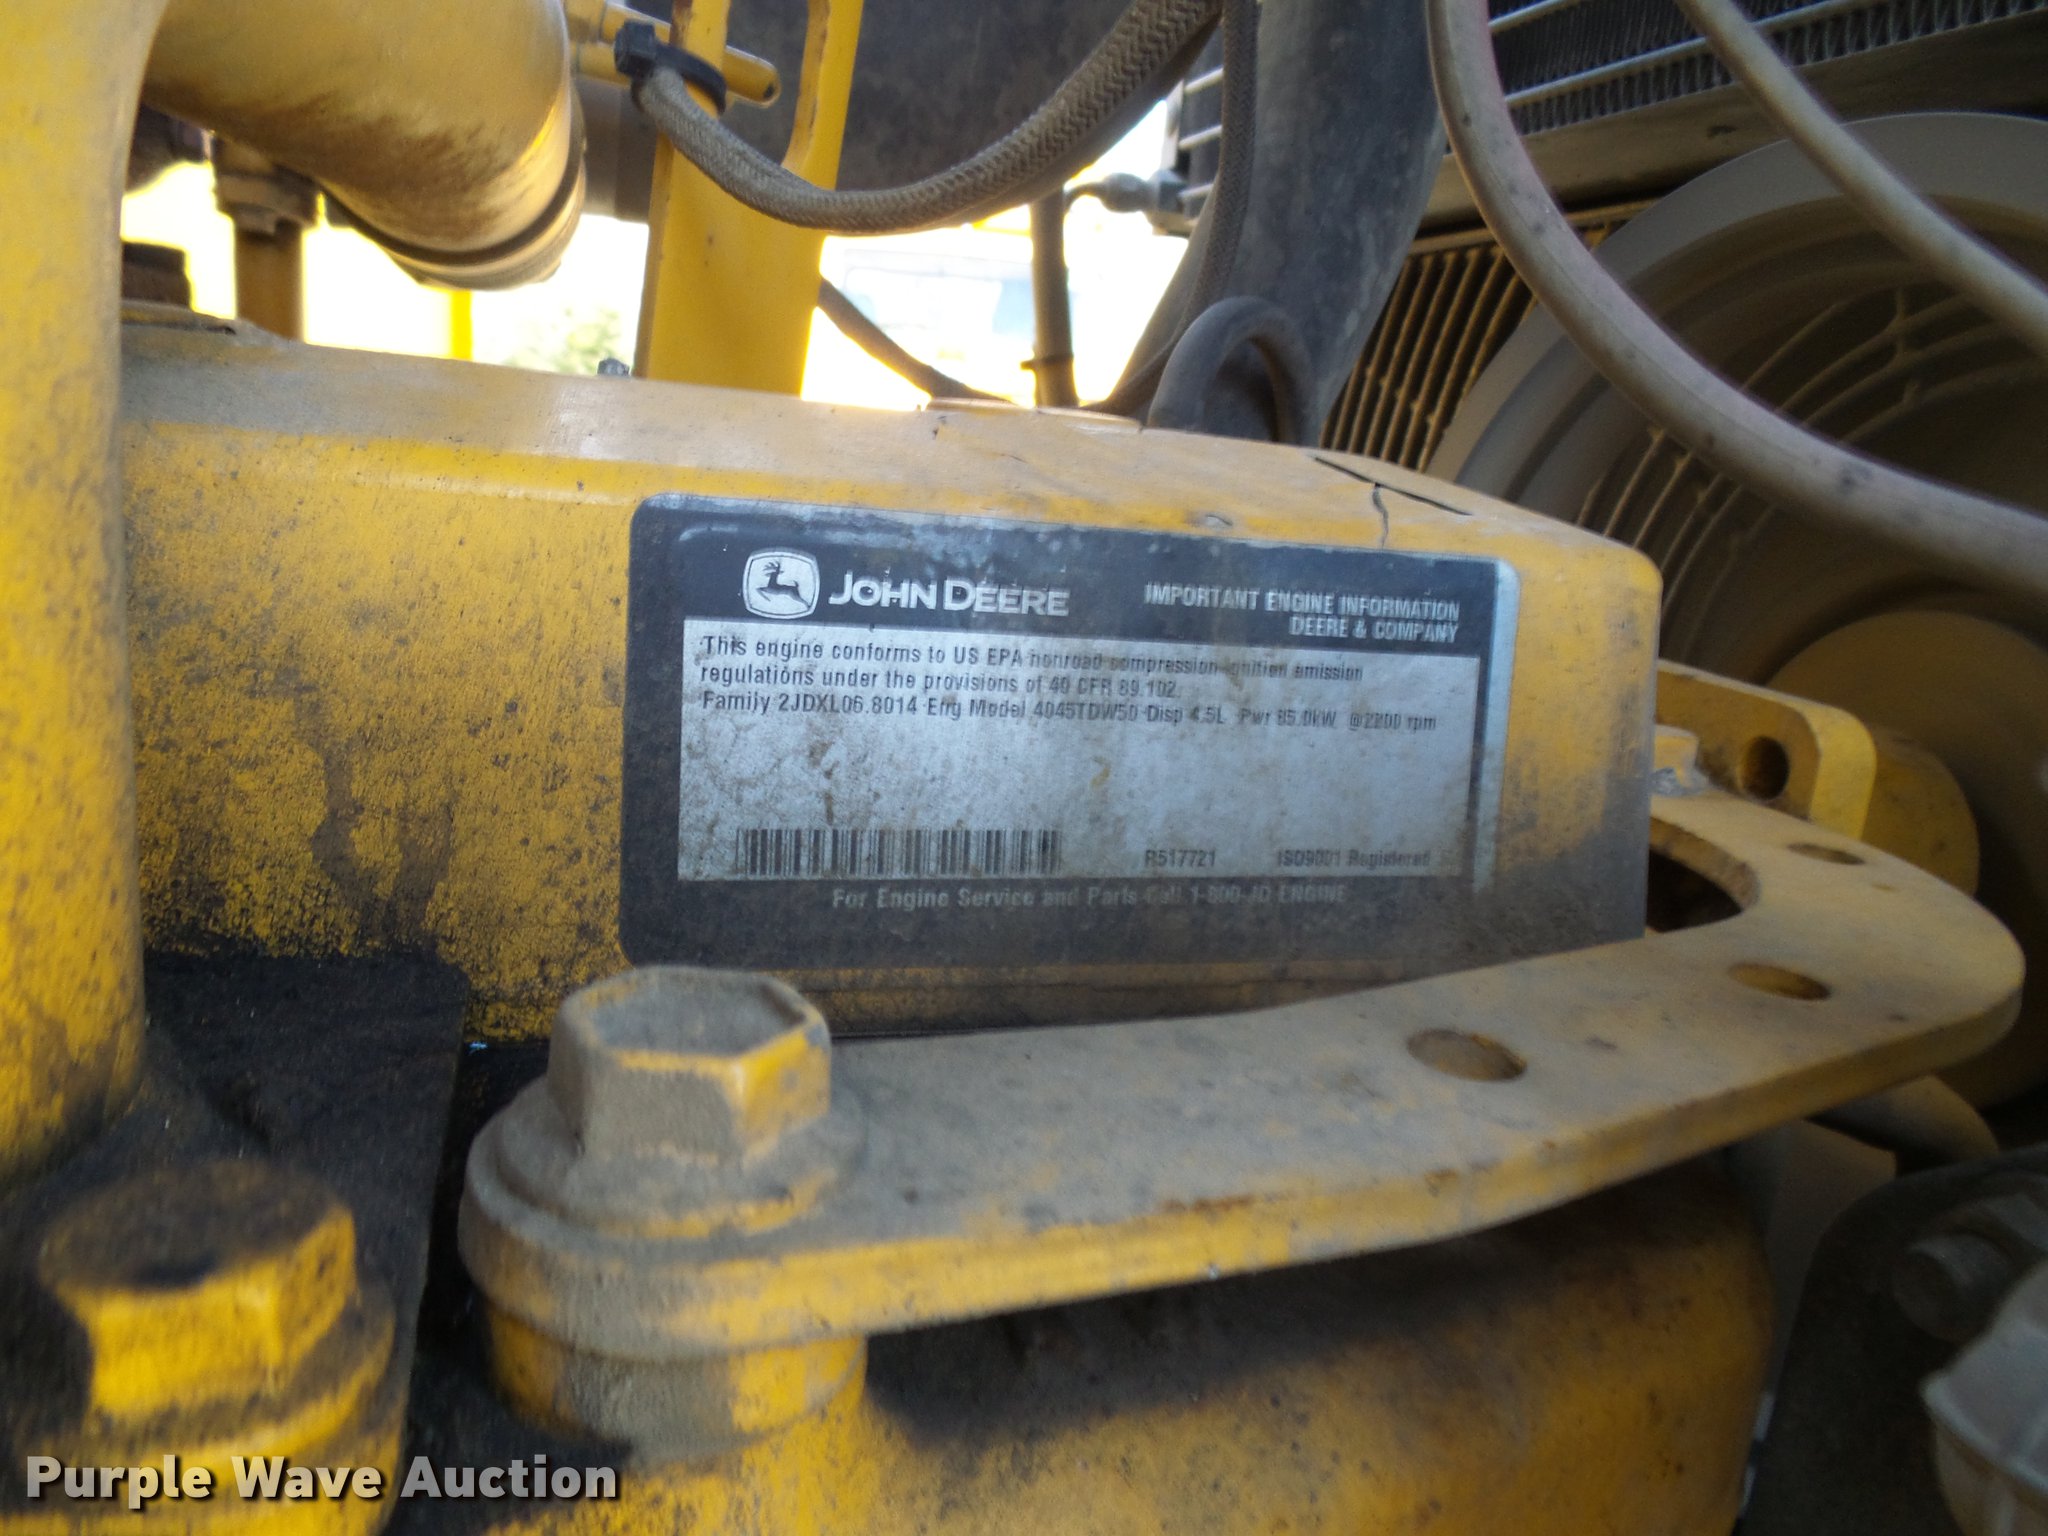 JOHN DEERE
IMPORTANT ENGINE INFORMATION
DEERE & COMPANY
This engine conforms to US EPA nonroad compression-ignition emission
regulations under the provisions of 40 CFR 89.102.
Family 2JDXL06.8014 Eng Model 4045TDW50 Disp 4.5L Pwr 85.0kW @2200 rpm
R517721 ISO9001 Registered
For Engine Service and Parts Call 1-800-JD ENGINE
Purple Wave Auction